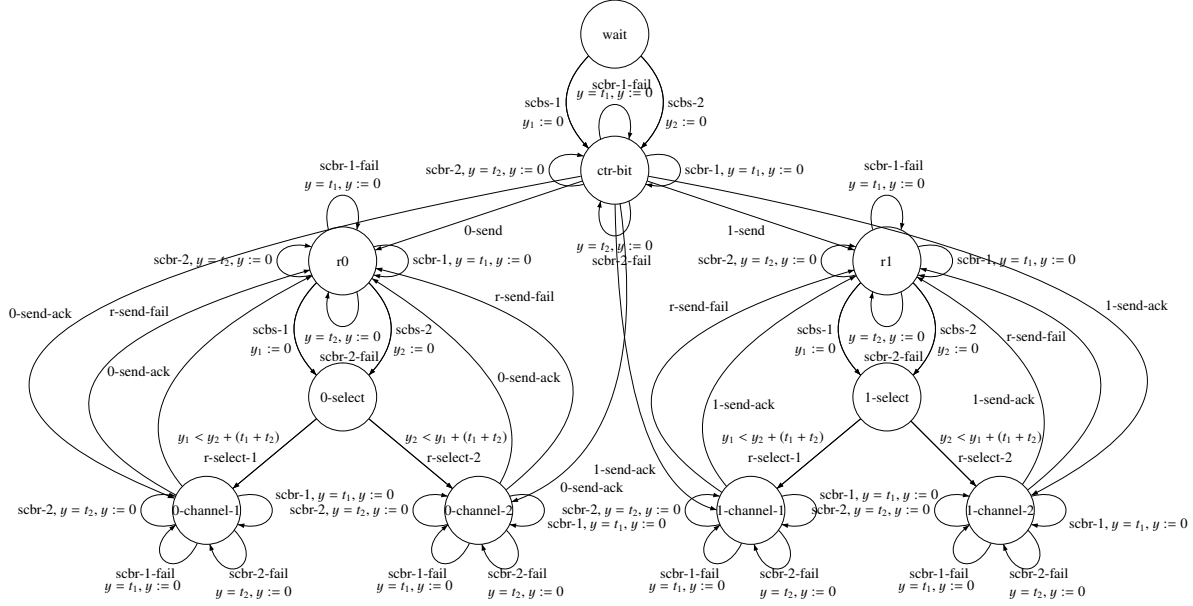 wait
scbr-1-fail
y = t₁, y := 0
scbs-1
y₁ := 0
scbs-2
y₂ := 0
scbr-2, y = t₂, y := 0
ctr-bit
scbr-1, y = t₁, y := 0
scbr-1-fail
y = t₁, y := 0
scbr-1-fail
y = t₁, y := 0
0-send
1-send
y = t₂, y := 0
scbr-2-fail
scbr-2, y = t₂, y := 0
r0
scbr-1, y = t₁, y := 0
scbr-2, y = t₂, y := 0
r1
scbr-1, y = t₁, y := 0
0-send-ack
r-send-fail
r-send-fail
r-send-fail
r-send-fail
1-send-ack
scbs-1
y₁ := 0
y = t₂, y := 0
scbr-2-fail
scbs-2
y₂ := 0
scbs-1
y₁ := 0
y = t₂, y := 0
scbr-2-fail
scbs-2
y₂ := 0
0-send-ack
0-select
0-send-ack
1-send-ack
1-select
1-send-ack
y₁ < y₂ + (t₁ + t₂)
r-select-1
y₂ < y₁ + (t₁ + t₂)
r-select-2
y₁ < y₂ + (t₁ + t₂)
r-select-1
y₂ < y₁ + (t₁ + t₂)
r-select-2
1-send-ack
0-send-ack
scbr-2, y = t₂, y := 0
0-channel-1
scbr-1, y = t₁, y := 0
scbr-2, y = t₂, y := 0
0-channel-2
scbr-1, y = t₁, y := 0
scbr-2, y = t₂, y := 0
1-channel-1
scbr-1, y = t₁, y := 0
scbr-2, y = t₂, y := 0
1-channel-2
scbr-1, y = t₁, y := 0
scbr-1-fail
y = t₁, y := 0
scbr-2-fail
y = t₂, y := 0
scbr-1-fail
y = t₁, y := 0
scbr-2-fail
y = t₂, y := 0
scbr-1-fail
y = t₁, y := 0
scbr-2-fail
y = t₂, y := 0
scbr-1-fail
y = t₁, y := 0
scbr-2-fail
y = t₂, y := 0